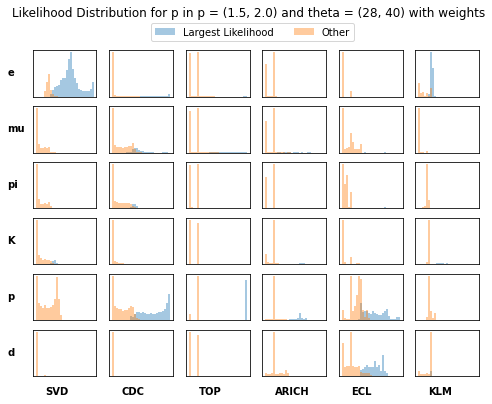 Likelihood Distribution for p in p = (1.5, 2.0) and theta = (28, 40) with weights
Largest Likelihood Other
e
mu
pi
K
p
d
SVD CDC TOP ARICH ECL KLM